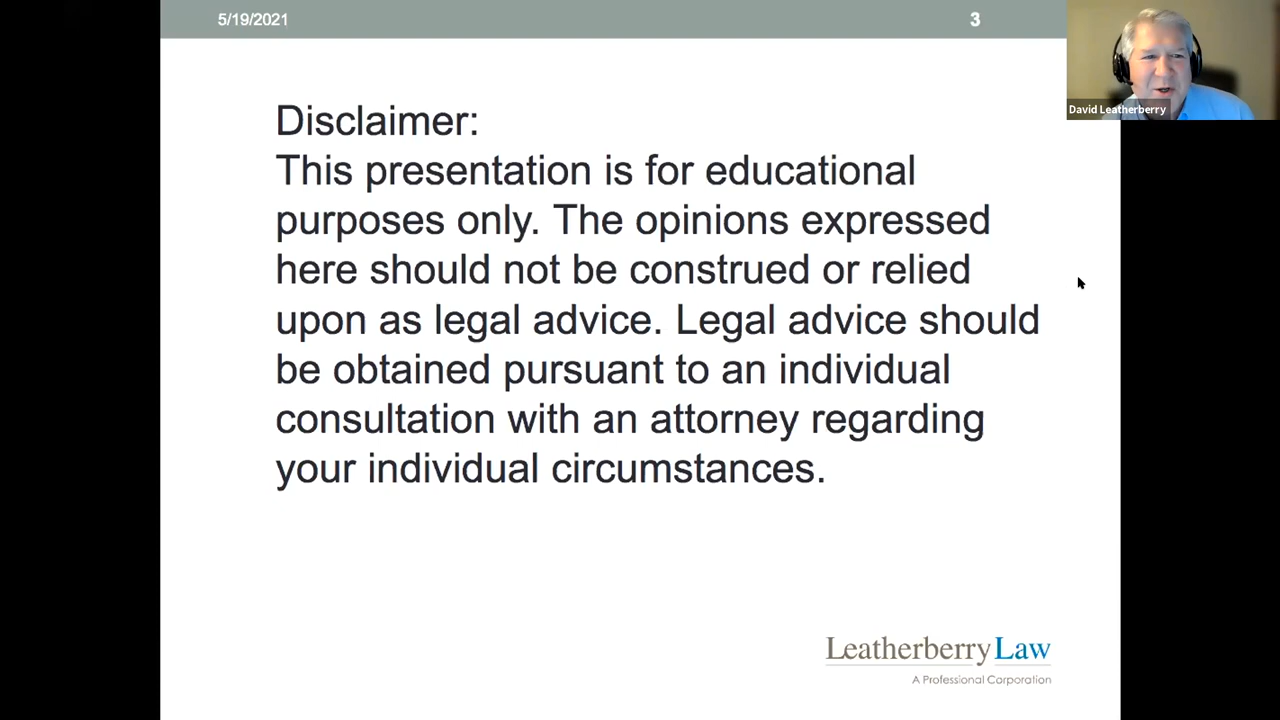 5/19/2021
3
David Leatherberry
Disclaimer:
This presentation is for educational
purposes only. The opinions expressed
here should not be construed or relied
upon as legal advice. Legal advice should
be obtained pursuant to an individual
consultation with an attorney regarding
your individual circumstances.
Leatherberry Law
A Professional Corporation